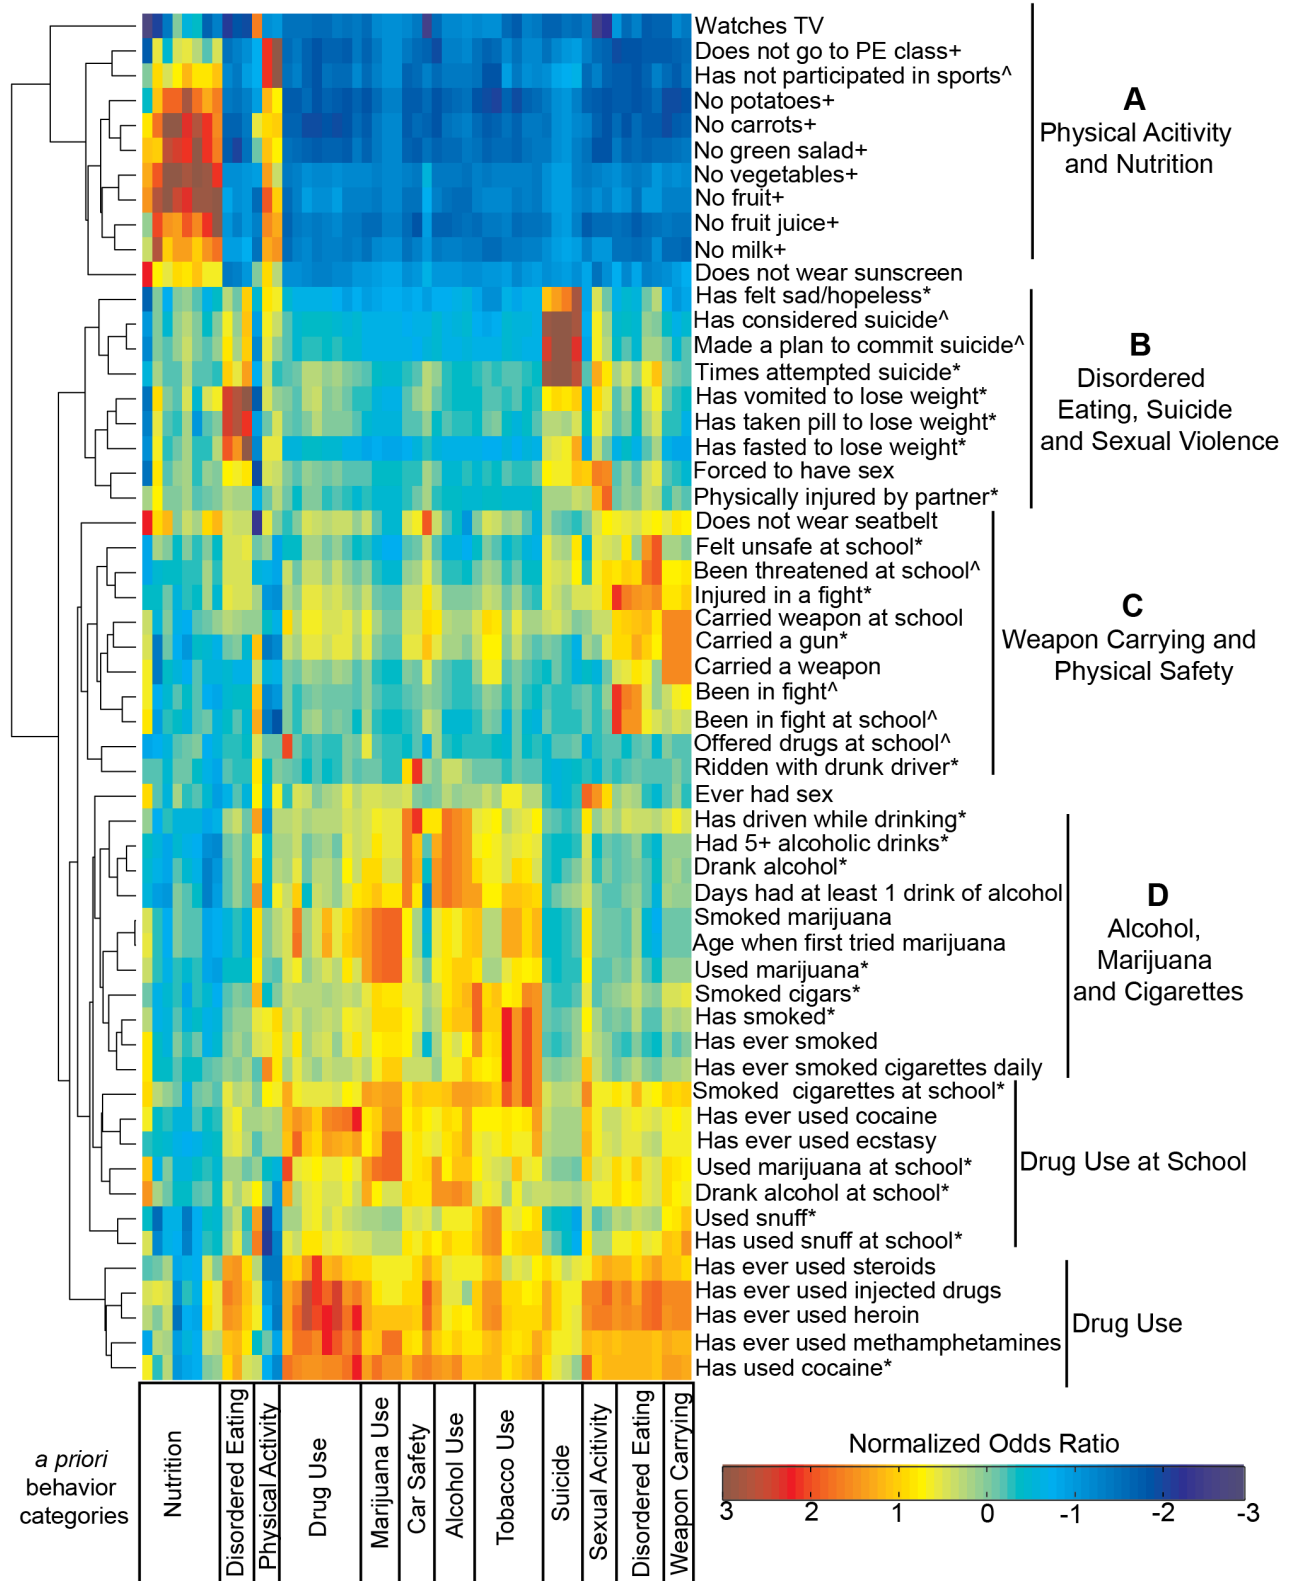 Watches TV
Does not go to PE class+
Has not participated in sports^
No potatoes+
No carrots+
No green salad+
No vegetables+
No fruit+
No fruit juice+
No milk+
Does not wear sunscreen
Has felt sad/hopeless*
Has considered suicide^
Made a plan to commit suicide^
Times attempted suicide*
Has vomited to lose weight*
Has taken pill to lose weight*
Has fasted to lose weight*
Forced to have sex
Physically injured by partner*
Does not wear seatbelt
Felt unsafe at school*
Been threatened at school^
Injured in a fight*
Carried weapon at school
Carried a gun*
Carried a weapon
Been in fight^
Been in fight at school^
Offered drugs at school^
Ridden with drunk driver*
Ever had sex
Has driven while drinking*
Had 5+ alcoholic drinks*
Drank alcohol*
Days had at least 1 drink of alcohol
Smoked marijuana
Age when first tried marijuana
Used marijuana*
Smoked cigars*
Has smoked*
Has ever smoked
Has ever smoked cigarettes daily
Smoked cigarettes at school*
Has ever used cocaine
Has ever used ecstasy
Used marijuana at school*
Drank alcohol at school*
Used snuff*
Has used snuff at school*
Has ever used steroids
Has ever used injected drugs
Has ever used heroin
Has ever used methamphetamines
Has used cocaine*
A
Physical Acitivity
and Nutrition
B
Disordered
Eating, Suicide
and Sexual Violence
C
Weapon Carrying and
Physical Safety
D
Alcohol,
Marijuana
and Cigarettes
Drug Use at School
Drug Use
a priori
behavior
categories
Nutrition
Disordered Eating
Physical Activity
Drug Use
Marijuana Use
Car Safety
Alcohol Use
Tobacco Use
Suicide
Sexual Acitivity
Disordered Eating
Weapon Carrying
Normalized Odds Ratio
3 2 1 0 -1 -2 -3